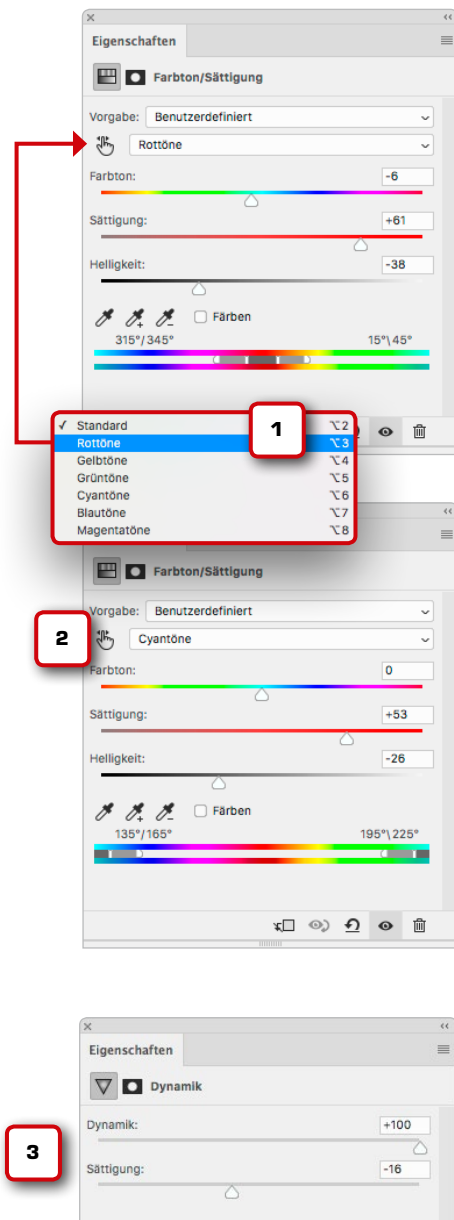 Eigenschaften
Farbton/Sättigung
Vorgabe: Benutzerdefiniert
Rottöne
Farbton: -6
Sättigung: +61
Helligkeit: -38
Färben
315°/345° 15°\45°
✓ Standard ⌥2
1
Rottöne ⌥3
Gelbtöne ⌥4
Grüntöne ⌥5
Cyantöne ⌥6
Blautöne ⌥7
Magentatöne ⌥8
Farbton/Sättigung
Vorgabe: Benutzerdefiniert
2
Cyantöne
Farbton: 0
Sättigung: +53
Helligkeit: -26
Färben
135°/165° 195°\225°
Eigenschaften
Dynamik
Dynamik: +100
3
Sättigung: -16